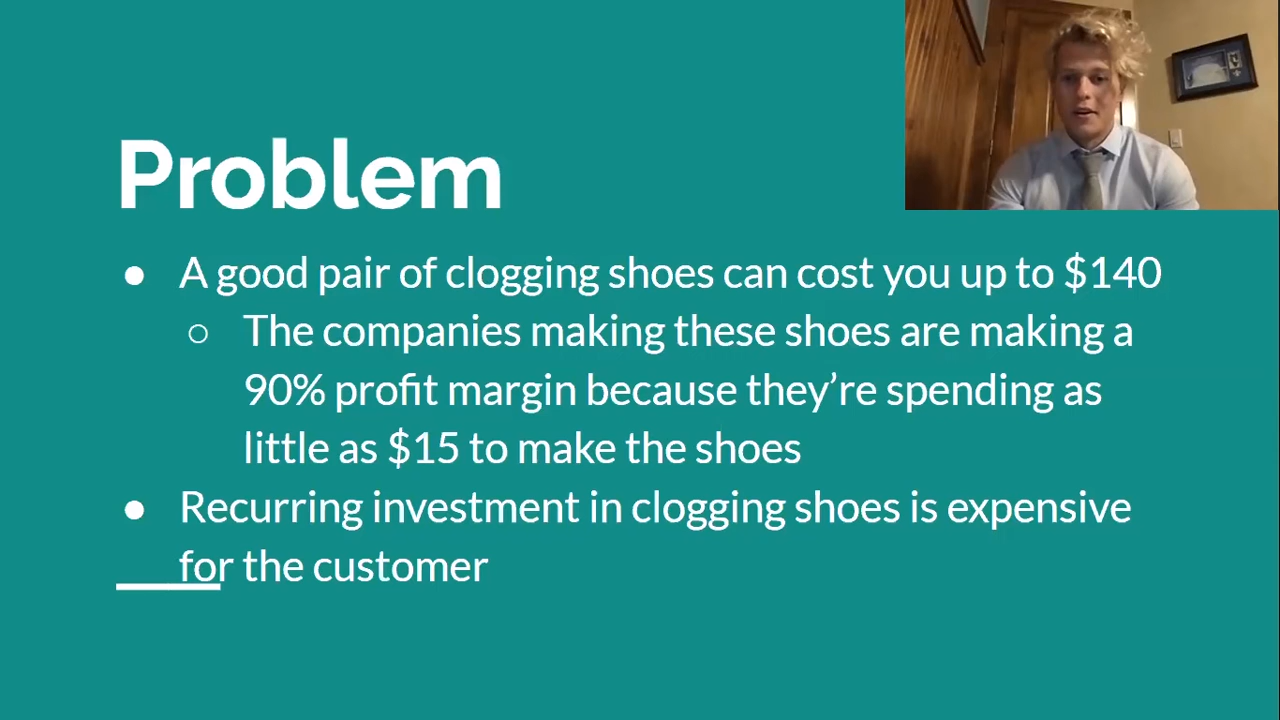 Problem
● A good pair of clogging shoes can cost you up to $140
○ The companies making these shoes are making a
90% profit margin because they’re spending as
little as $15 to make the shoes
● Recurring investment in clogging shoes is expensive
for the customer